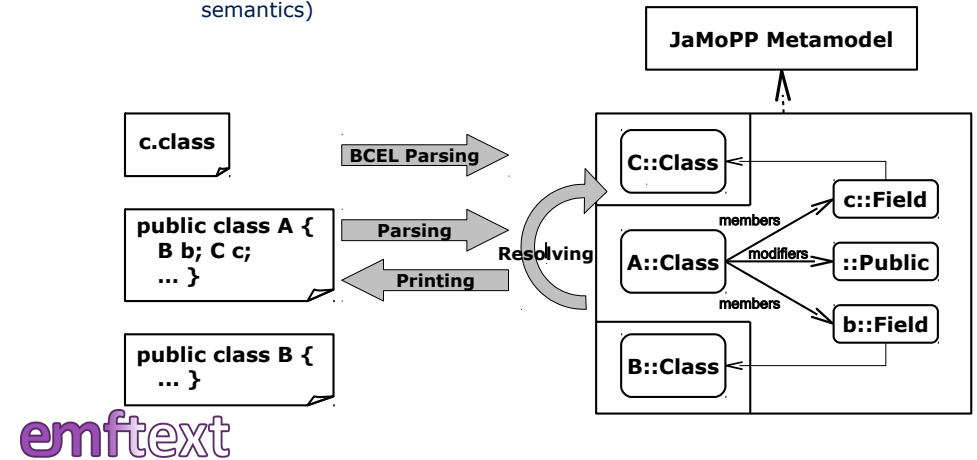 semantics)
JaMoPP Metamodel
c.class
BCEL Parsing
C::Class
c::Field
public class A {
B b; C c;
... }
Parsing
Printing
Resolving
members
modifiers
members
A::Class
::Public
b::Field
public class B {
... }
B::Class
emftext